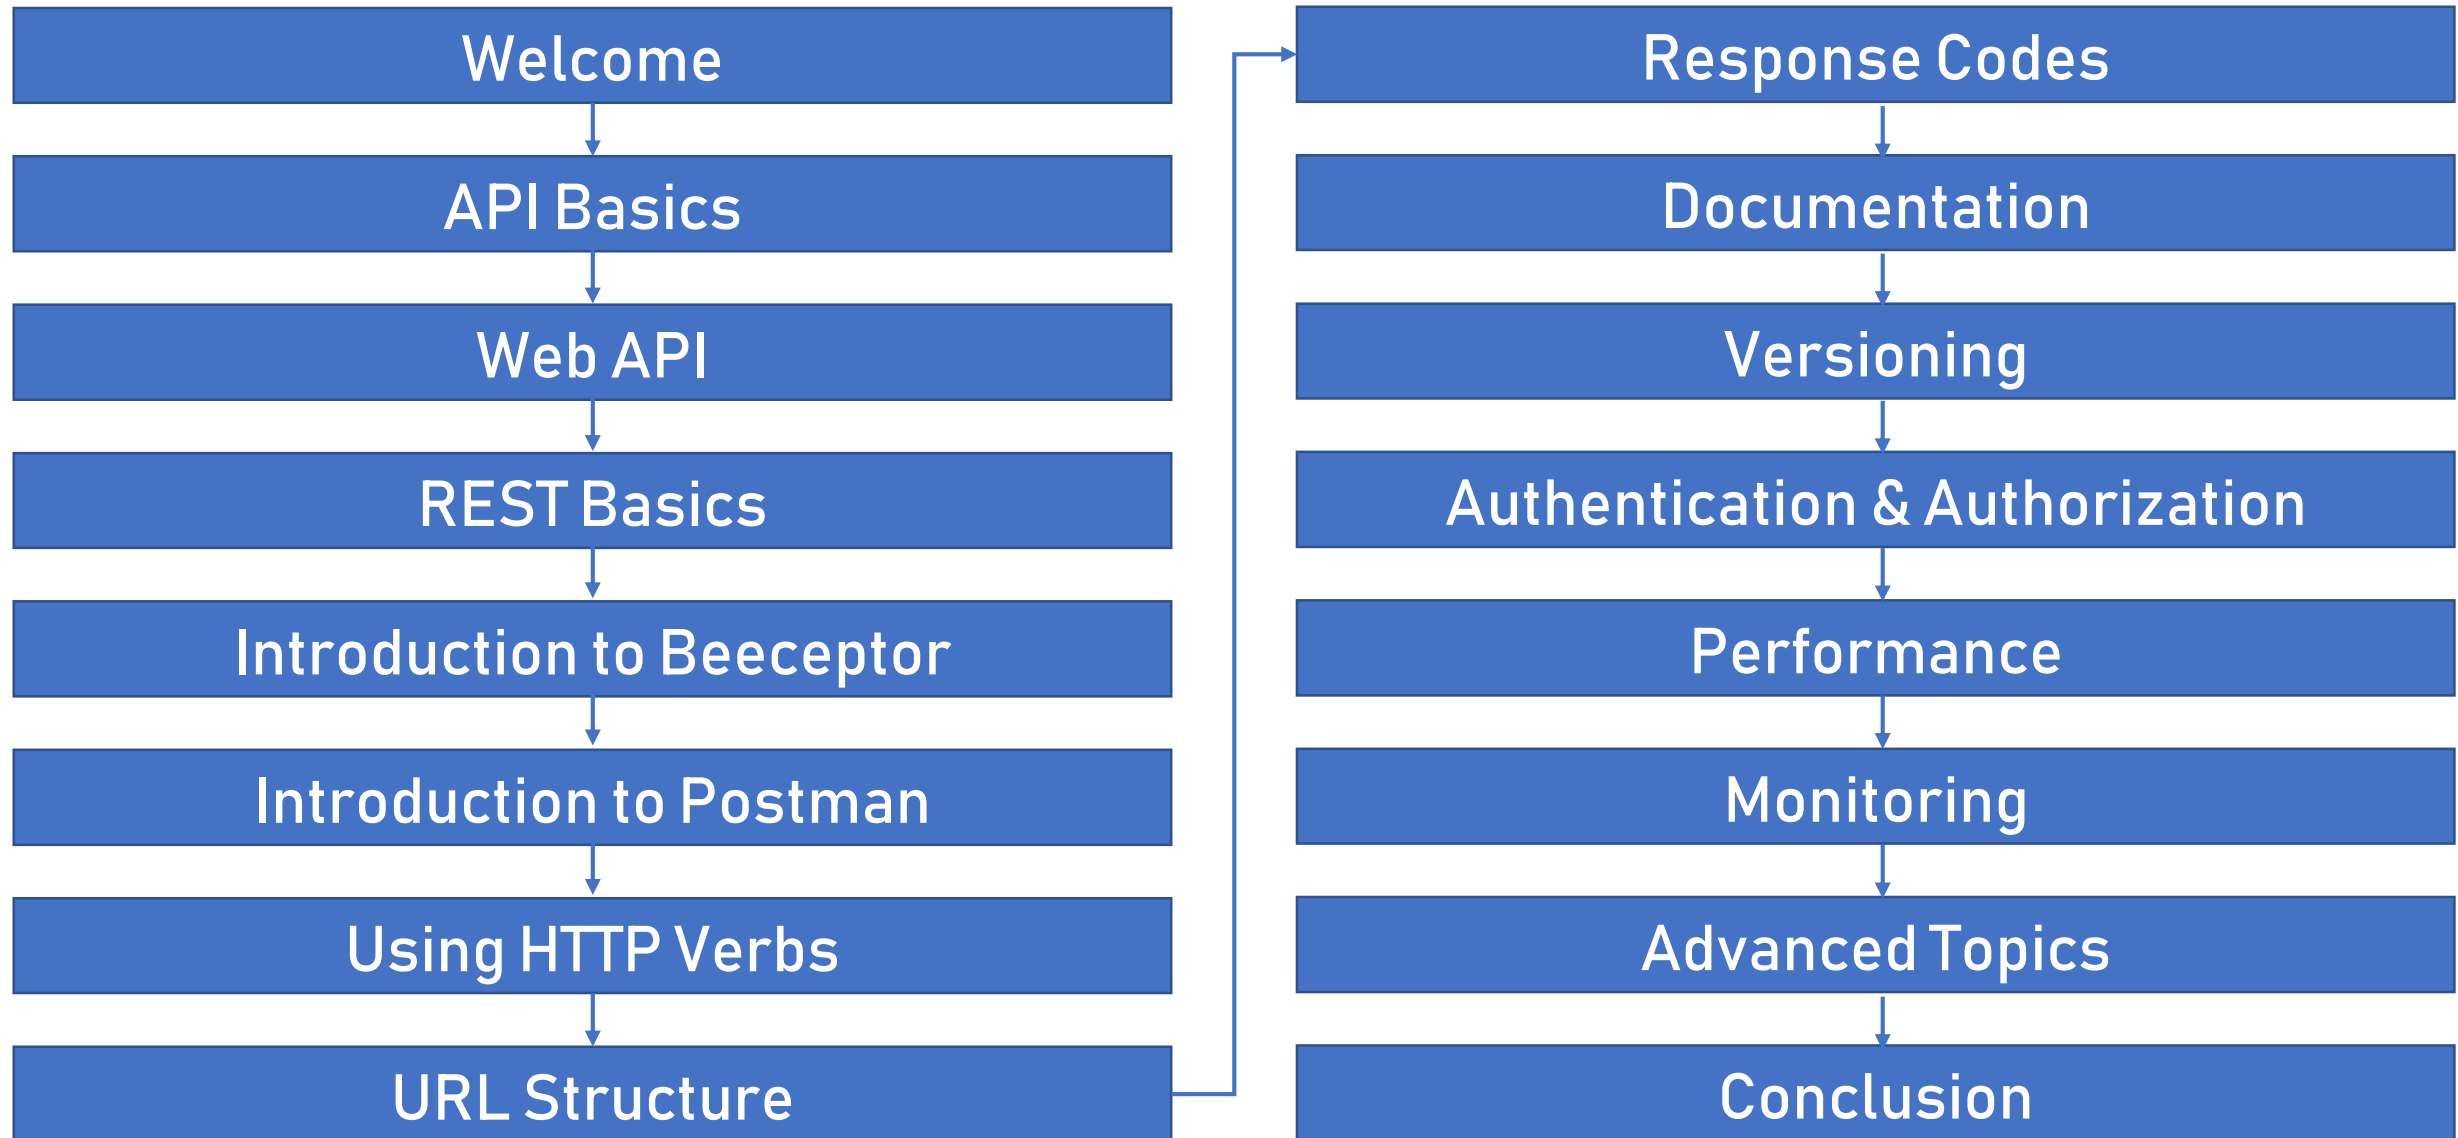 Welcome
API Basics
Web API
REST Basics
Introduction to Beeceptor
Introduction to Postman
Using HTTP Verbs
URL Structure
Response Codes
Documentation
Versioning
Authentication & Authorization
Performance
Monitoring
Advanced Topics
Conclusion